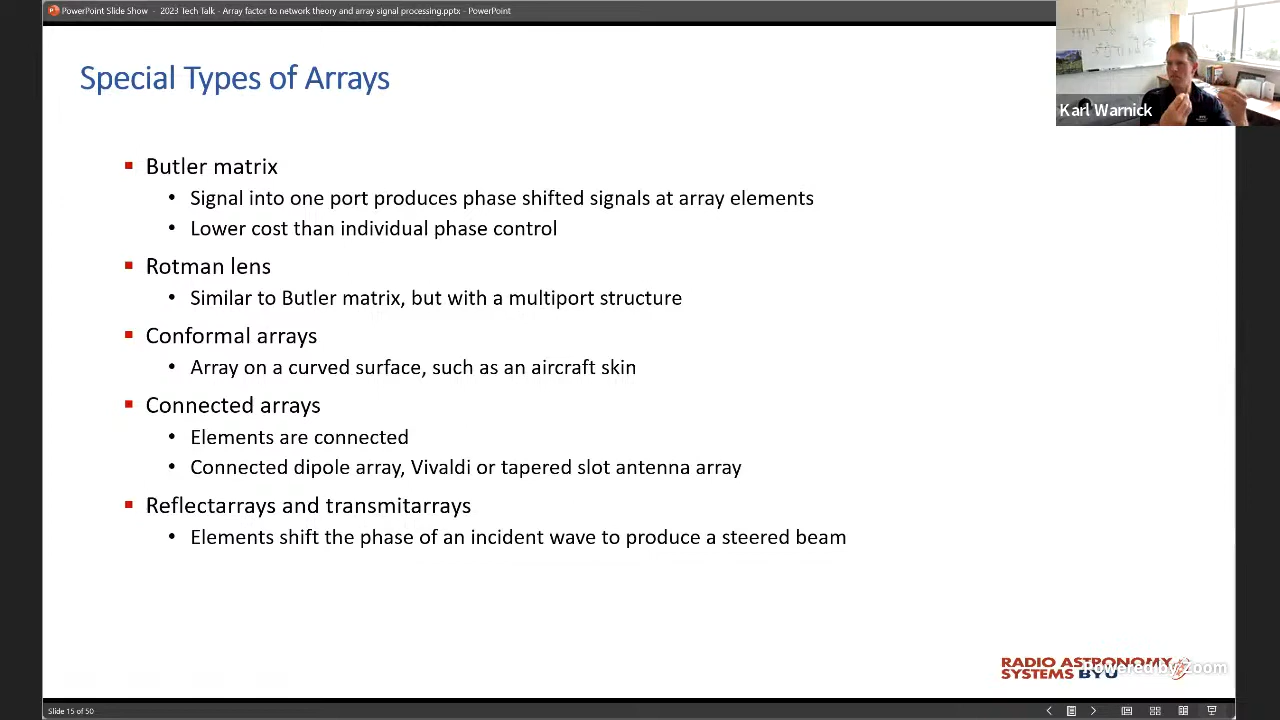 PowerPoint Slide Show - 2023 Tech Talk - Array factor to network theory and array signal processing.pptx - PowerPoint
Karl Warnick
Special Types of Arrays
Butler matrix
Signal into one port produces phase shifted signals at array elements
Lower cost than individual phase control
Rotman lens
Similar to Butler matrix, but with a multiport structure
Conformal arrays
Array on a curved surface, such as an aircraft skin
Connected arrays
Elements are connected
Connected dipole array, Vivaldi or tapered slot antenna array
Reflectarrays and transmitarrays
Elements shift the phase of an incident wave to produce a steered beam
RADIO ASTRONOMY
SYSTEMS BYU
Powered by Zoom
Slide 15 of 50